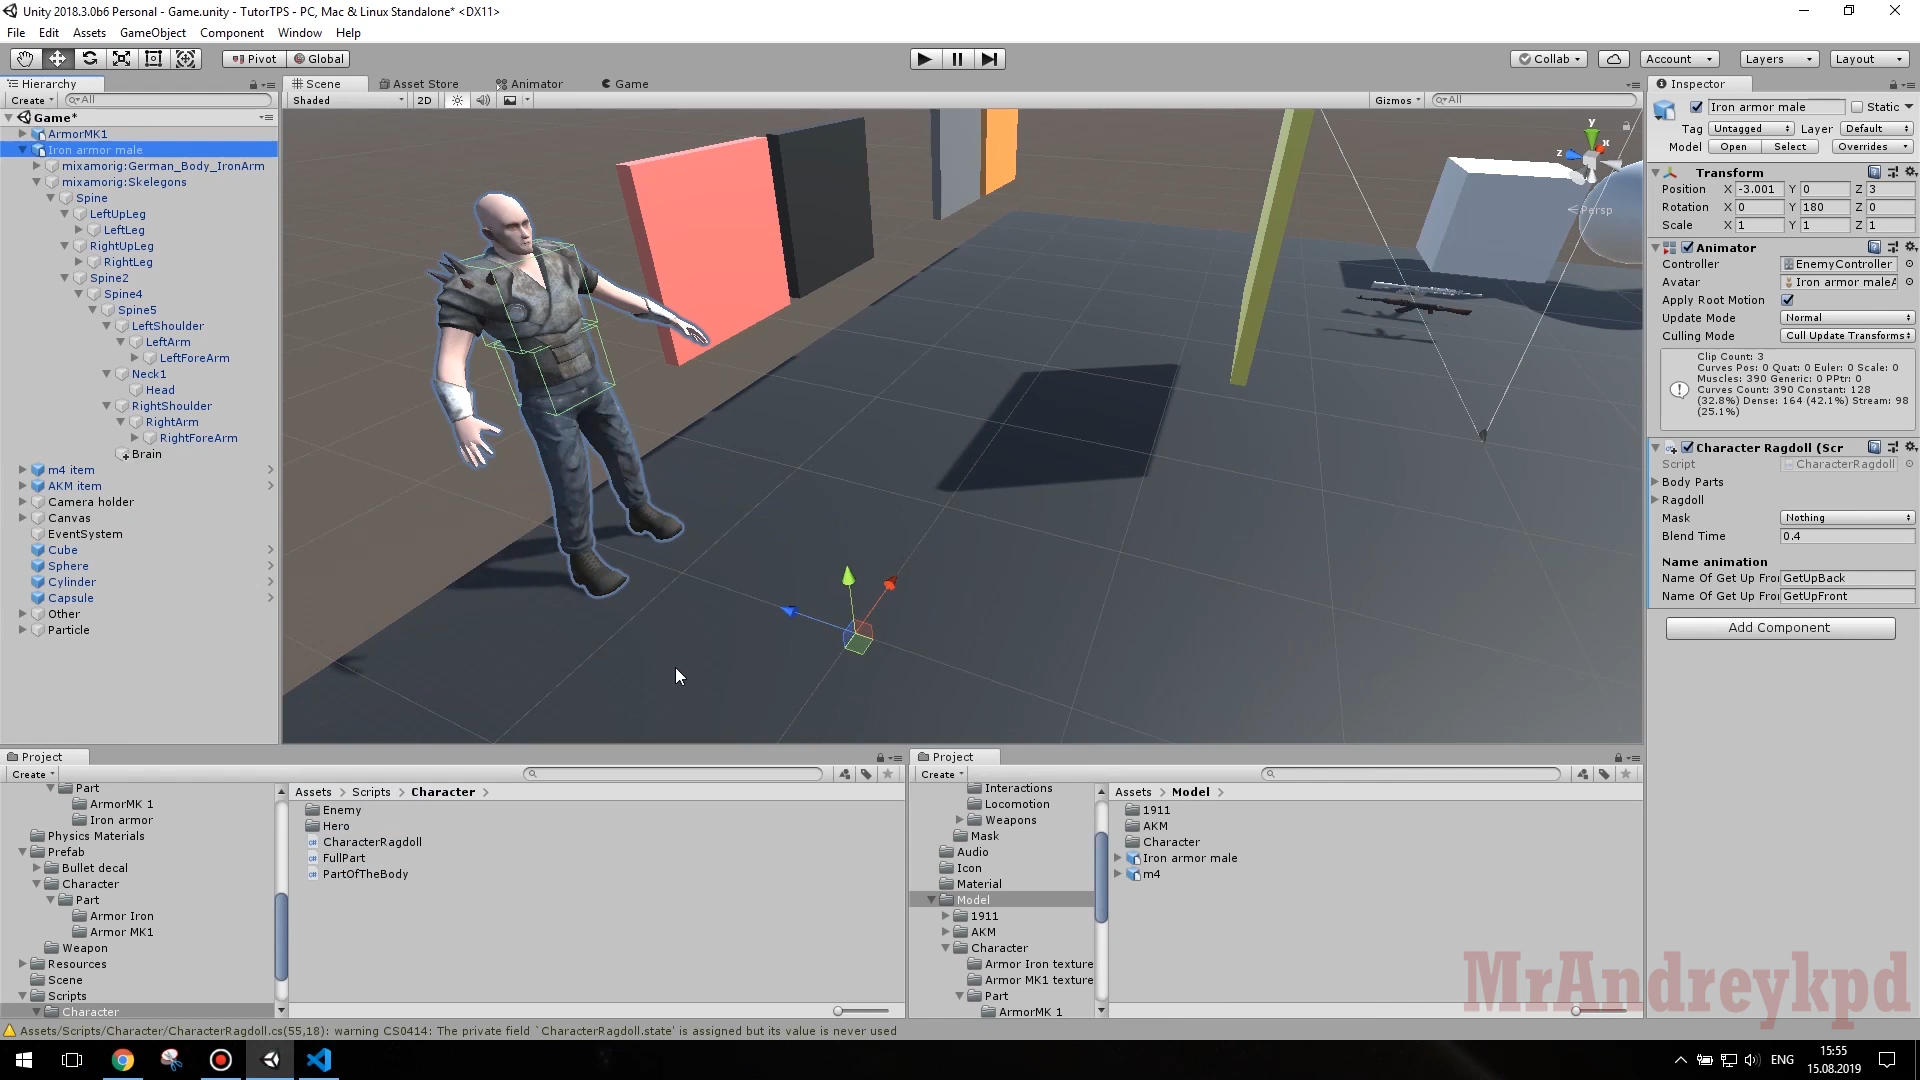 Unity 2018.3.0b6 Personal - Game.unity - TutorTPS - PC, Mac & Linux Standalone* <DX11>
File Edit Assets GameObject Component Window Help
Pivot Global Collab Account Layers Layout
Hierarchy
Create All
Game*
ArmorMK1
Iron armor male
mixamorig:German_Body_IronArm
mixamorig:Skelegons
Spine
LeftUpLeg
LeftLeg
RightUpLeg
RightLeg
Spine2
Spine4
Spine5
LeftShoulder
LeftArm
LeftForeArm
Neck1
Head
RightShoulder
RightArm
RightForeArm
Brain
m4 item
AKM item
Camera holder
Canvas
EventSystem
Cube
Sphere
Cylinder
Capsule
Other
Particle
Scene Asset Store Animator Game
Shaded 2D Gizmos All
y
x
z
Persp
Inspector
Iron armor male Static
Tag Untagged Layer Default
Model Open Select Overrides
Transform
Position X -3.001 Y 0 Z 3
Rotation X 0 Y 180 Z 0
Scale X 1 Y 1 Z 1
Animator
Controller EnemyController
Avatar Iron armor maleA
Apply Root Motion
Update Mode Normal
Culling Mode Cull Update Transforms
Clip Count: 3
Curves Pos: 0 Quat: 0 Euler: 0 Scale: 0
Muscles: 390 Generic: 0 PPtr: 0
Curves Count: 390 Constant: 128
(32.8%) Dense: 164 (42.1%) Stream: 98
(25.1%)
Character Ragdoll (Scr
Script CharacterRagdoll
Body Parts
Ragdoll
Mask Nothing
Blend Time 0.4
Name animation
Name Of Get Up Fro GetUpBack
Name Of Get Up Fro GetUpFront
Add Component
Project
Create
Part
ArmorMK 1
Iron armor
Physics Materials
Prefab
Bullet decal
Character
Part
Armor Iron
Armor MK1
Weapon
Resources
Scene
Scripts
Character
Assets Scripts Character
Enemy
Hero
CharacterRagdoll
FullPart
PartOfTheBody
Project
Create
Interactions
Locomotion
Weapons
Mask
Audio
Icon
Material
Model
1911
AKM
Character
Armor Iron texture
Armor MK1 texture
Part
ArmorMK 1
Assets Model
1911
AKM
Character
Iron armor male
m4
MrAndreykpd
Assets/Scripts/Character/CharacterRagdoll.cs(55,18): warning CS0414: The private field `CharacterRagdoll.state' is assigned but its value is never used
ENG
15:55
15.08.2019